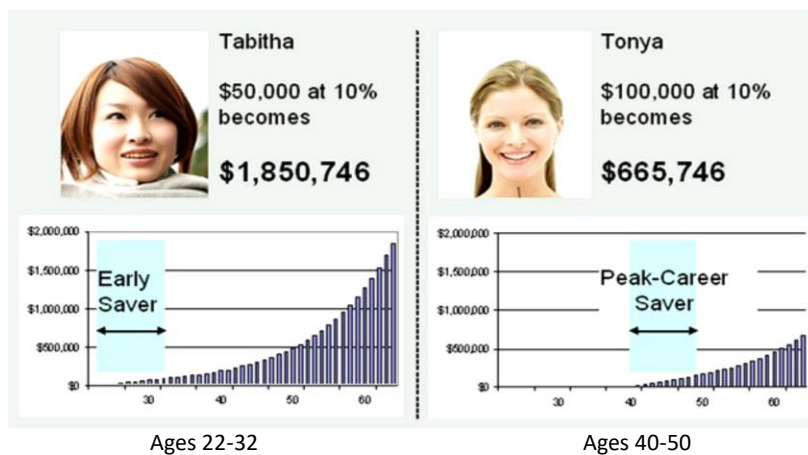 Tabitha
$50,000 at 10%
becomes
$1,850,746
Tonya
$100,000 at 10%
becomes
$665,746
$2,000,000
$1,500,000
$1,000,000
$500,000
$0
Early
Saver
30 40 50 60
$2,000,000
$1,500,000
$1,000,000
$500,000
$0
Peak-Career
Saver
30 40 50 60
Ages 22-32
Ages 40-50